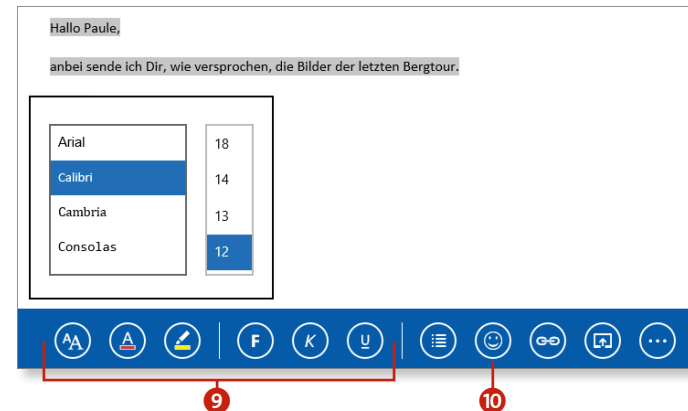 Hallo Paule,
anbei sende ich Dir, wie versprochen, die Bilder der letzten Bergtour.
Arial 18
Calibri 14
Cambria 13
Consolas 12
AA A F K U
9 10